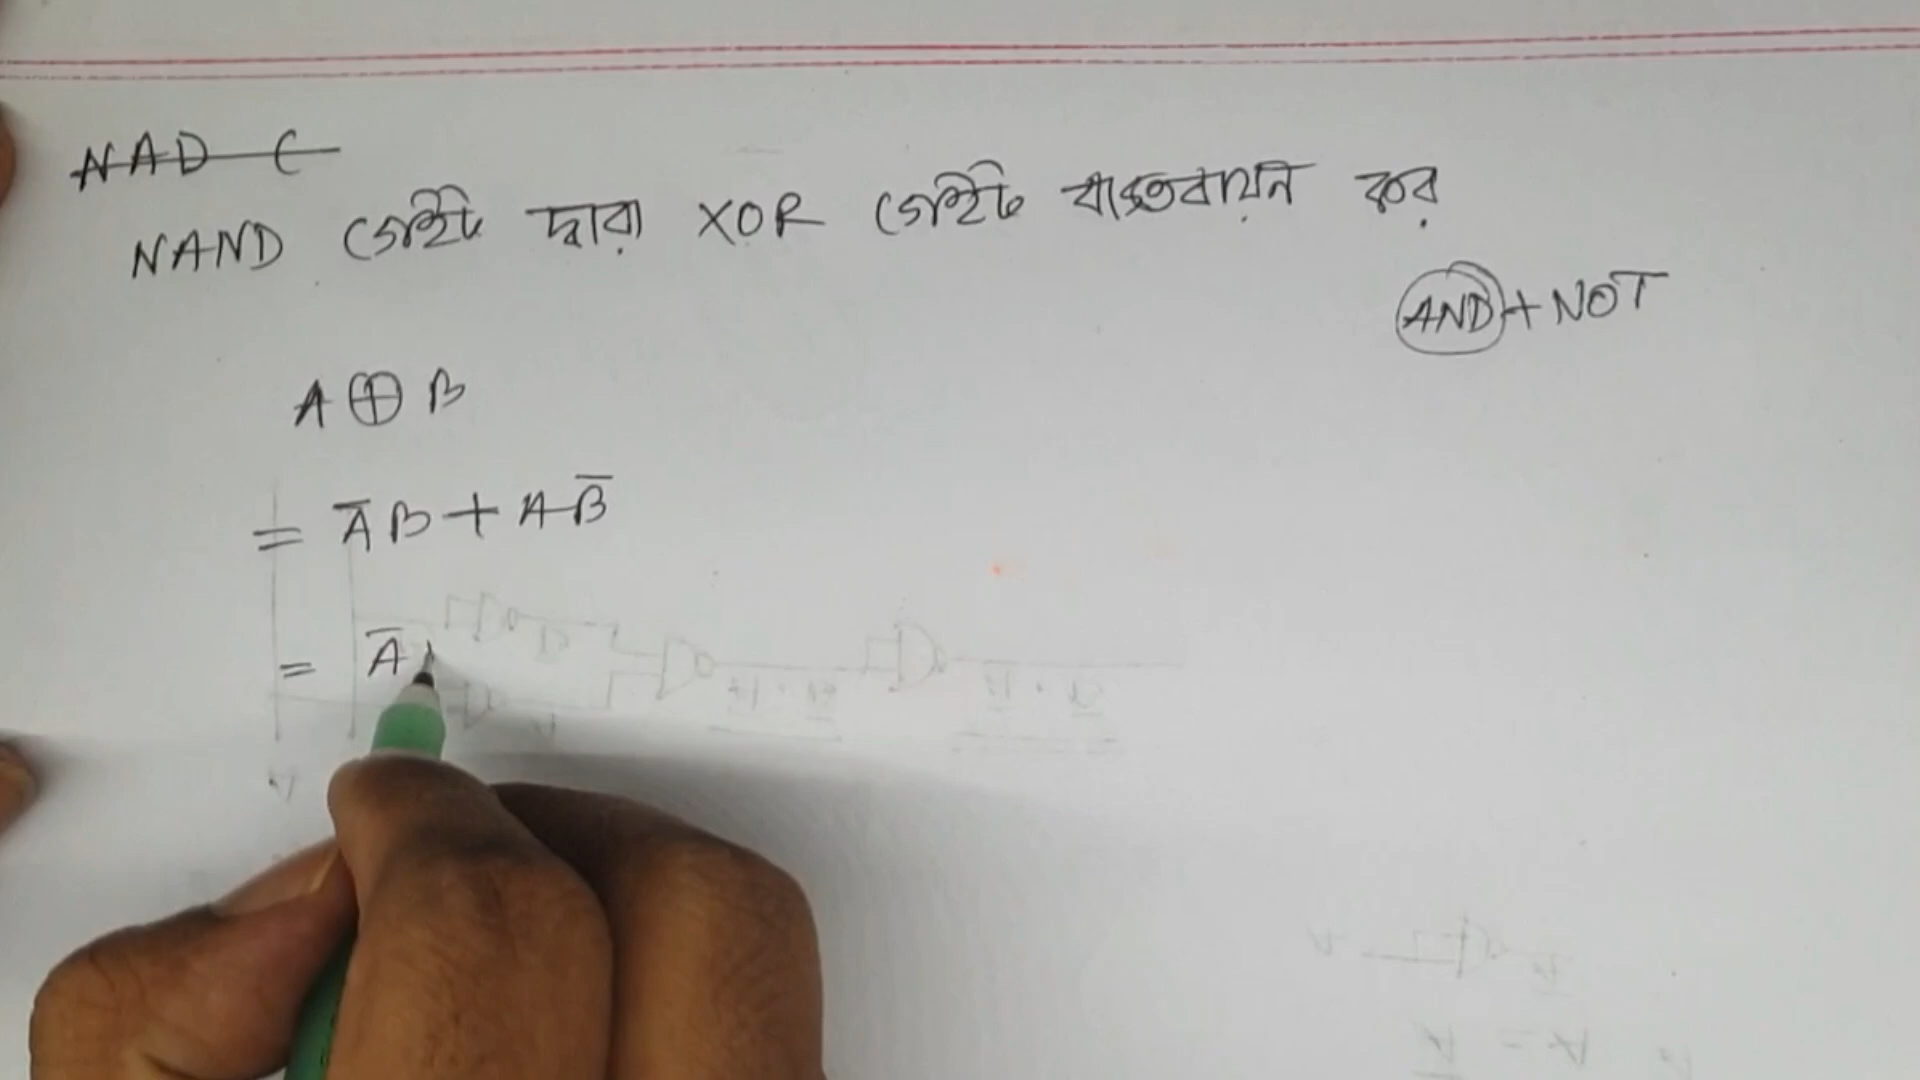 NAD C
NAND গেইট দ্বারা XOR গেইট বাস্তবায়ন কর
AND + NOT
A ⊕ B
= A̅B + AB̅
= A̅